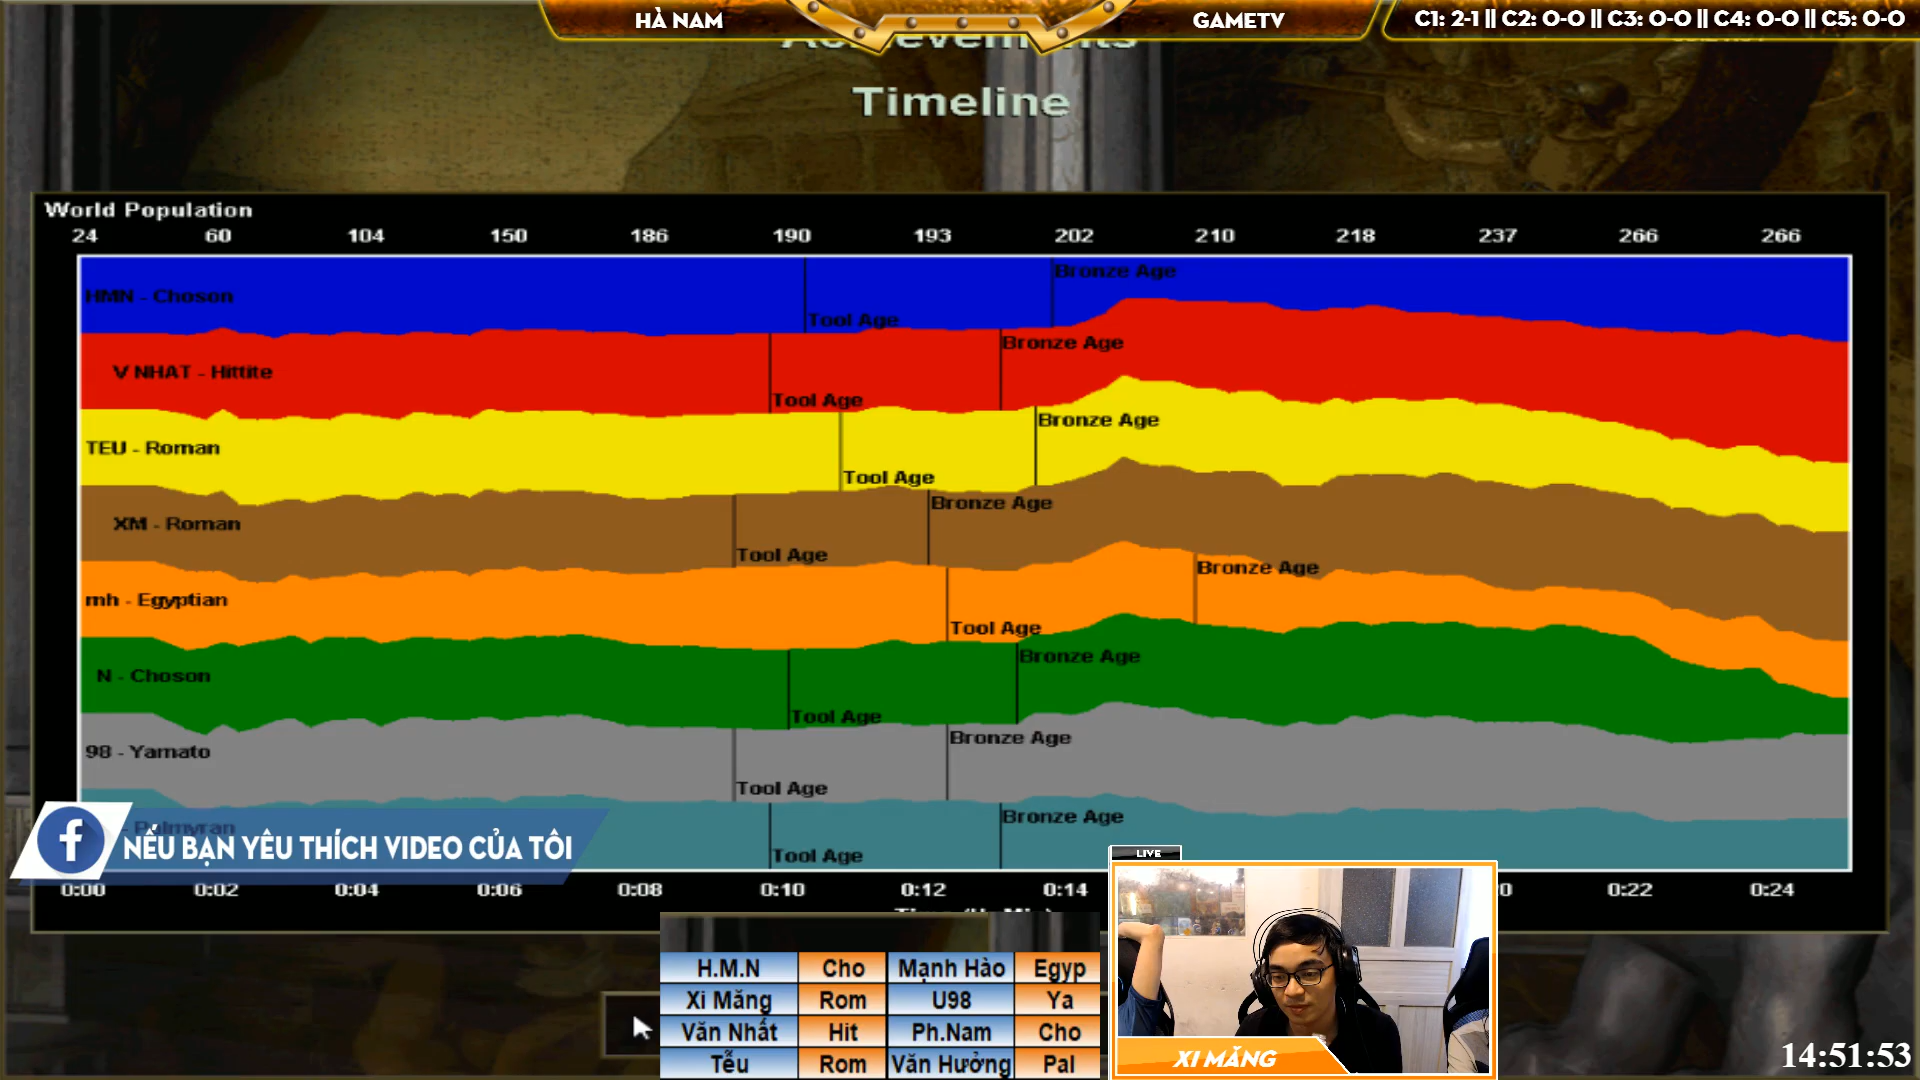 HÀ NAM
GAMETV
C1: 2-1 || C2: 0-0 || C3: 0-0 || C4: 0-0 || C5: 0-0
Achievements
Timeline
World Population
24 60 104 150 186 190 193 202 210 218 237 266 266
Bronze Age
HMN - Choson
Tool Age
Bronze Age
V NHAT - Hittite
Tool Age
Bronze Age
TEU - Roman
Tool Age
Bronze Age
XM - Roman
Tool Age
Bronze Age
mh - Egyptian
Tool Age
Bronze Age
N - Choson
Tool Age
Bronze Age
98 - Yamato
Tool Age
Bronze Age
- Palmyran
NẾU BẠN YÊU THÍCH VIDEO CỦA TÔI
Tool Age
LIVE
0:00 0:02 0:04 0:06 0:08 0:10 0:12 0:14 0:22 0:24
H.M.N Cho Mạnh Hào Egyp
Xi Măng Rom U98 Ya
Văn Nhất Hit Ph.Nam Cho
Tễu Rom Văn Hưởng Pal
XI MĂNG
14:51:53